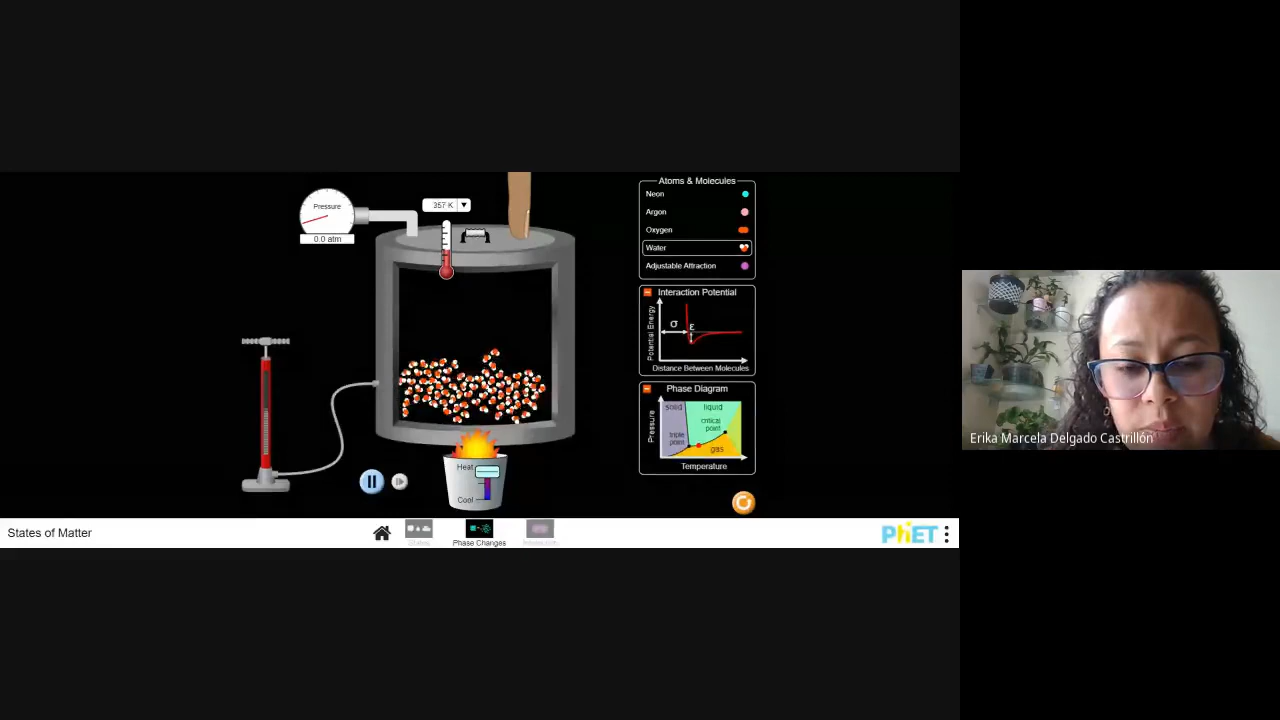 Pressure
0.0 atm
357 K
Atoms & Molecules
Neon
Argon
Oxygen
Water
Adjustable Attraction
Interaction Potential
Potential Energy
σ
ε
Distance Between Molecules
Phase Diagram
Pressure
solid
liquid
critical
point
triple
point
gas
Temperature
Heat
Cool
States of Matter
States
Phase Changes
Interaction
PhET
Erika Marcela Delgado Castrillón